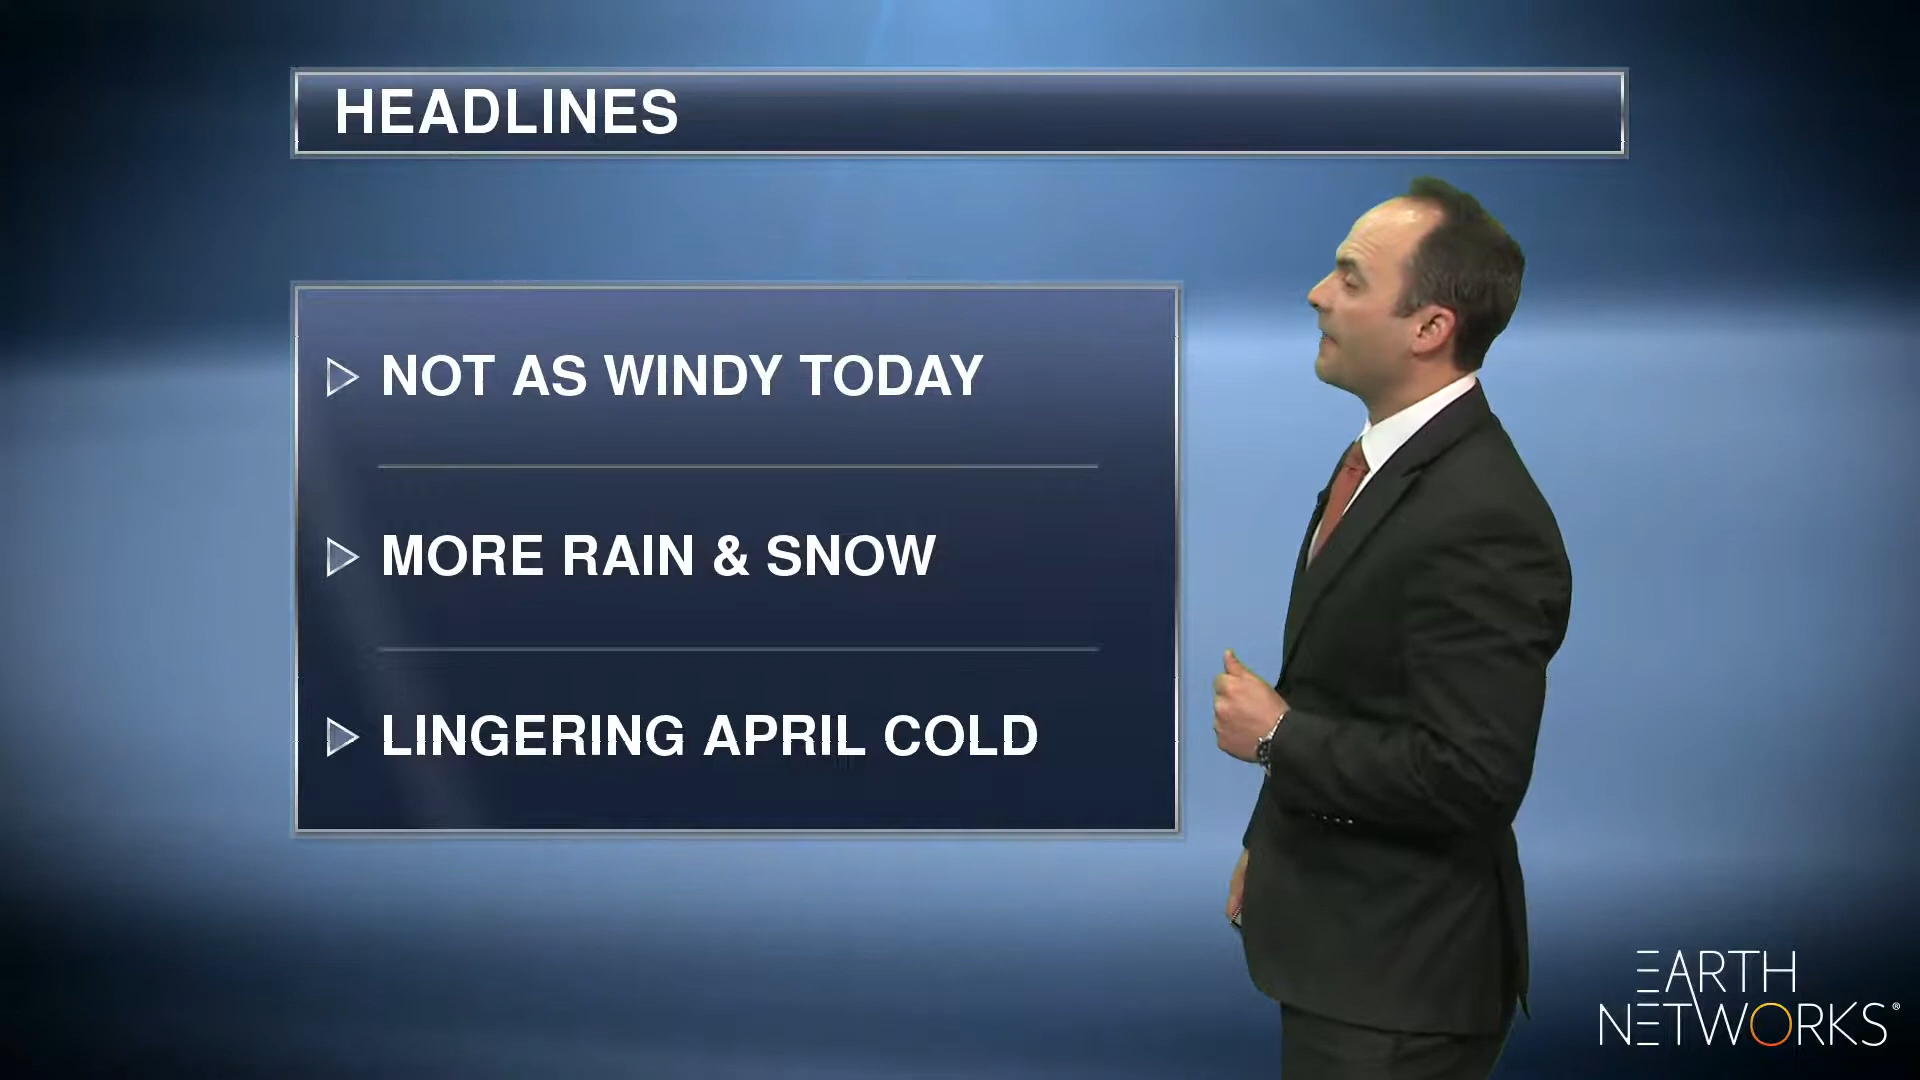 HEADLINES
NOT AS WINDY TODAY
MORE RAIN & SNOW
LINGERING APRIL COLD
EARTH
NETWORKS®